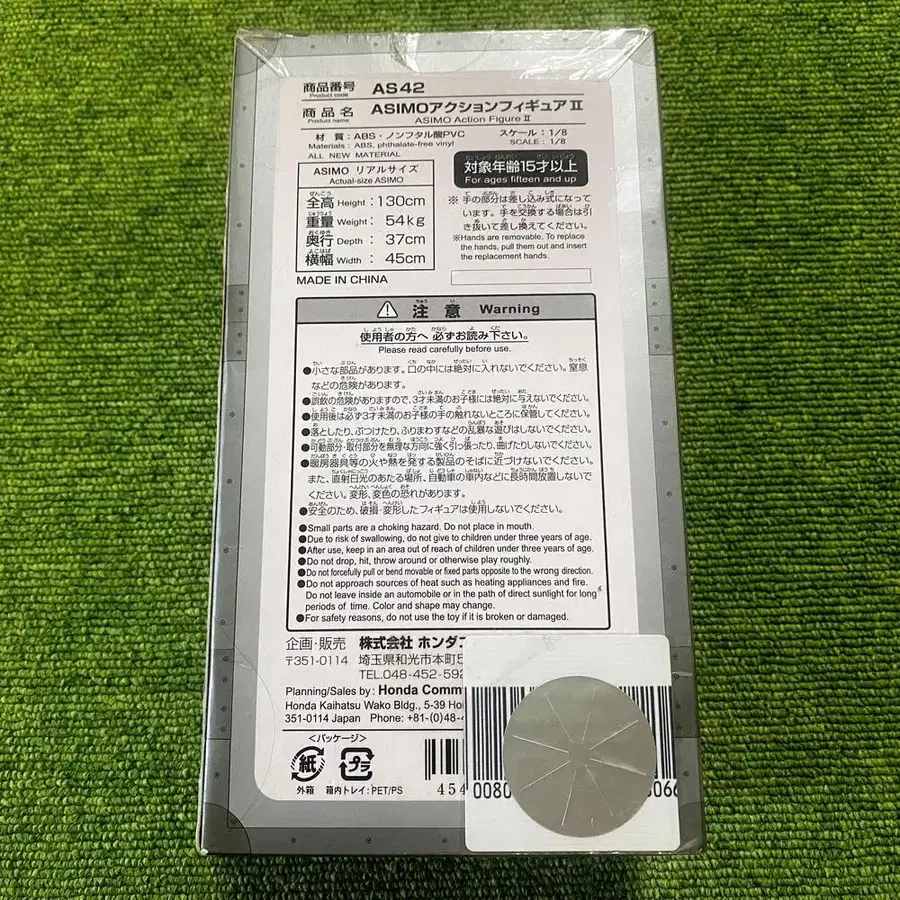 商品番号 AS42
Product code
商品名 ASIMOアクションフィギュアⅡ
Product name ASIMO Action Figure Ⅱ
材質：ABS・ノンフタル酸PVC スケール：1/8
Materials : ABS, phthalate-free vinyl SCALE : 1/8
ALL NEW MATERIAL
ASIMO リアルサイズ
Actual-size ASIMO
ぜんこう
全高 Height：130cm
じゅうりょう
重量 Weight：54kg
おくゆき
奥行 Depth：37cm
よこはば
横幅 Width：45cm
MADE IN CHINA
対象年齢15才以上
For ages fifteen and up
※手の部分は差し込み式になって
います。手を交換する場合は引
き抜いて差し換えてください。
※Hands are removable. To replace
the hands, pull them out and insert
the replacement hands.
⚠ 注意 Warning
使用者の方へ 必ずお読み下さい。
Please read carefully before use.
●小さな部品があります。口の中には絶対に入れないでください。窒息
などの危険があります。
●誤飲の危険がありますので、3才未満のお子様には絶対に与えないでください。
●使用後は必ず3才未満のお子様の手の触れないところに保管してください。
●落としたり、ぶつけたり、ふりまわすなどの乱暴な遊びはしないでください。
●可動部分・取付部分を無理な方向に強く引っ張ったり、曲げたりしないでください。
●暖房器具等の火や熱を発する製品のそばに近づけないでください。
また、直射日光のあたる場所、自動車の車内などに長時間放置しないで
ください。変形、変色の恐れがあります。
●安全のため、破損・変形したフィギュアは使用しないでください。
●Small parts are a choking hazard. Do not place in mouth.
●Due to risk of swallowing, do not give to children under three years of age.
●After use, keep in an area out of reach of children under three years of age.
●Do not drop, hit, throw around or otherwise play roughly.
●Do not forcefully pull or bend movable or fixed parts opposite to the wrong direction.
●Do not approach sources of heat such as heating appliances and fire.
Do not leave inside an automobile or in the path of direct sunlight for long
periods of time. Color and shape may change.
●For safety reasons, do not use the toy if it is broken or damaged.
企画・販売 株式会社 ホンダコ
〒351-0114 埼玉県和光市本町5
TEL.048-452-592
Planning/Sales by : Honda Comm
Honda Kaihatsu Wako Bldg., 5-39 Ho
351-0114 Japan Phone: +81-(0)48-4
＜パッケージ＞
紙 プラ
外箱 箱内トレイ：PET/PS
454
0080 066